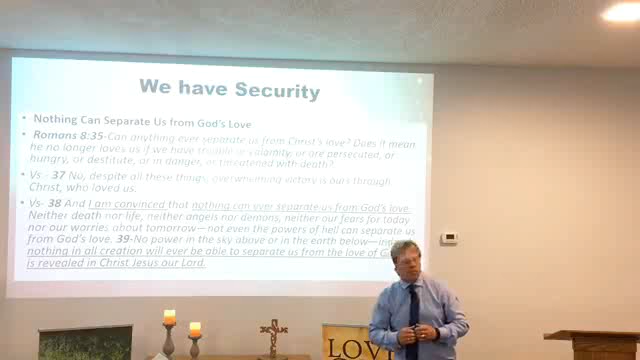 We have Security
• Nothing Can Separate Us from God's Love
• Romans 8:35-Can anything ever separate us from Christ's love? Does it mean
he no longer loves us if we have trouble or calamity, or are persecuted, or
hungry, or destitute, or in danger, or threatened with death?
• Vs - 37 No, despite all these things, overwhelming victory is ours through
Christ, who loved us.
• Vs- 38 And I am convinced that nothing can ever separate us from God's love.
Neither death nor life, neither angels nor demons, neither our fears for today
nor our worries about tomorrow—not even the powers of hell can separate us
from God's love. 39-No power in the sky above or in the earth below—
nothing in all creation will ever be able to separate us from the love of
is revealed in Christ Jesus our Lord.
LOVE